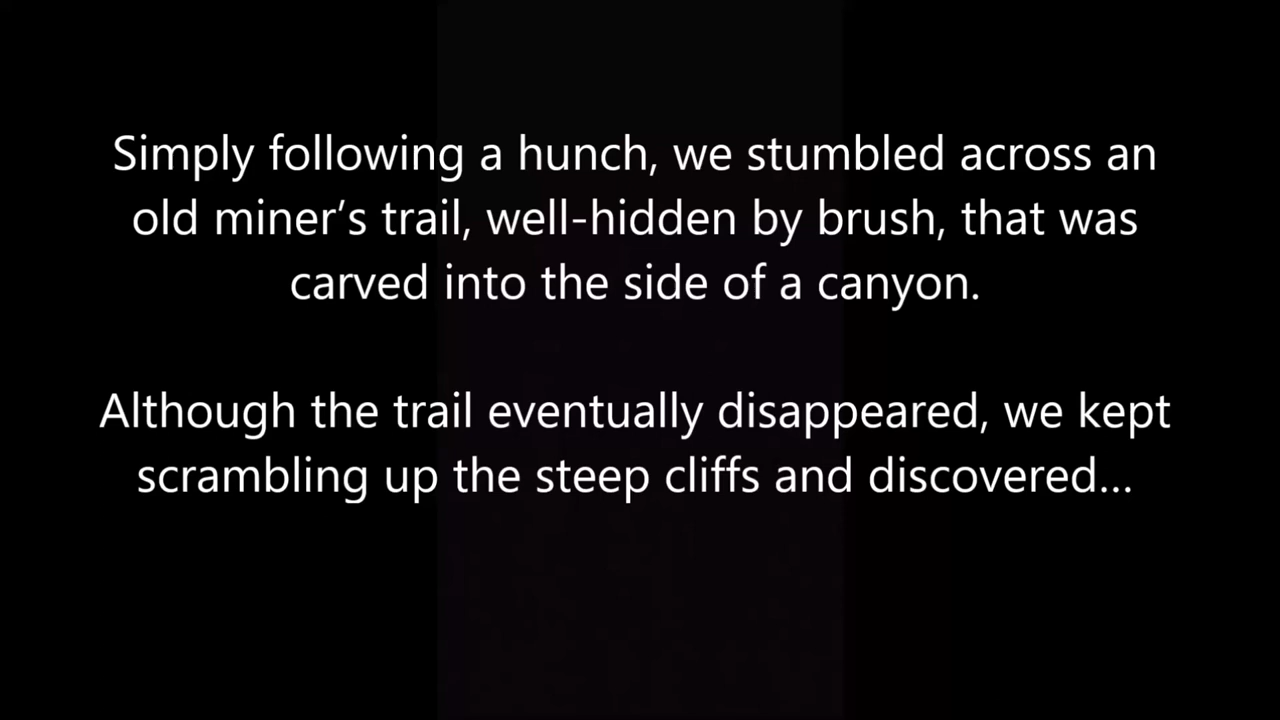 Simply following a hunch, we stumbled across an
old miner’s trail, well-hidden by brush, that was
carved into the side of a canyon.
Although the trail eventually disappeared, we kept
scrambling up the steep cliffs and discovered...